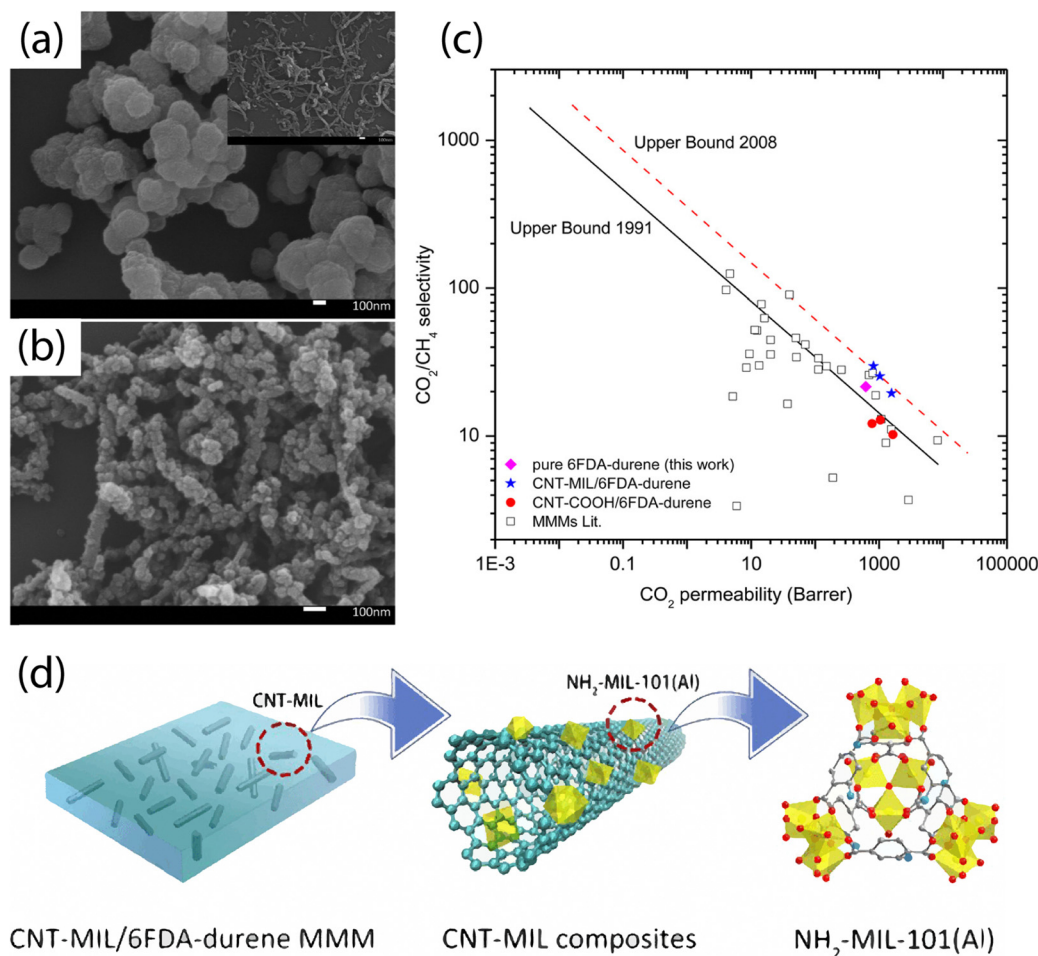 (a)
100nm
100nm
(b)
100nm
(c)
CO₂/CH₄ selectivity
1000
100
10
Upper Bound 2008
Upper Bound 1991
pure 6FDA-durene (this work)
CNT-MIL/6FDA-durene
CNT-COOH/6FDA-durene
MMMs Lit.
1E-3 0.1 10 1000 100000
CO₂ permeability (Barrer)
(d)
CNT-MIL
NH₂-MIL-101(Al)
CNT-MIL/6FDA-durene MMM
CNT-MIL composites
NH₂-MIL-101(Al)